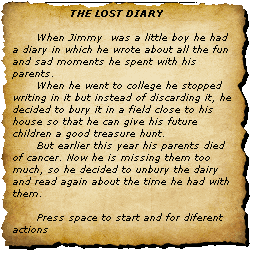 THE LOST DIARY
When Jimmy was a little boy he had
a diary in which he wrote about all the fun
and sad moments he spent with his
parents.
When he went to college he stopped
writing in it but instead of discarding it, he
decided to bury it in a field close to his
house so that he can give his future
children a good treasure hunt.
But earlier this year his parents died
of cancer. Now he is missing them too
much, so he decided to unbury the dairy
and read again about the time he had with
them.
Press space to start and for diferent
actions